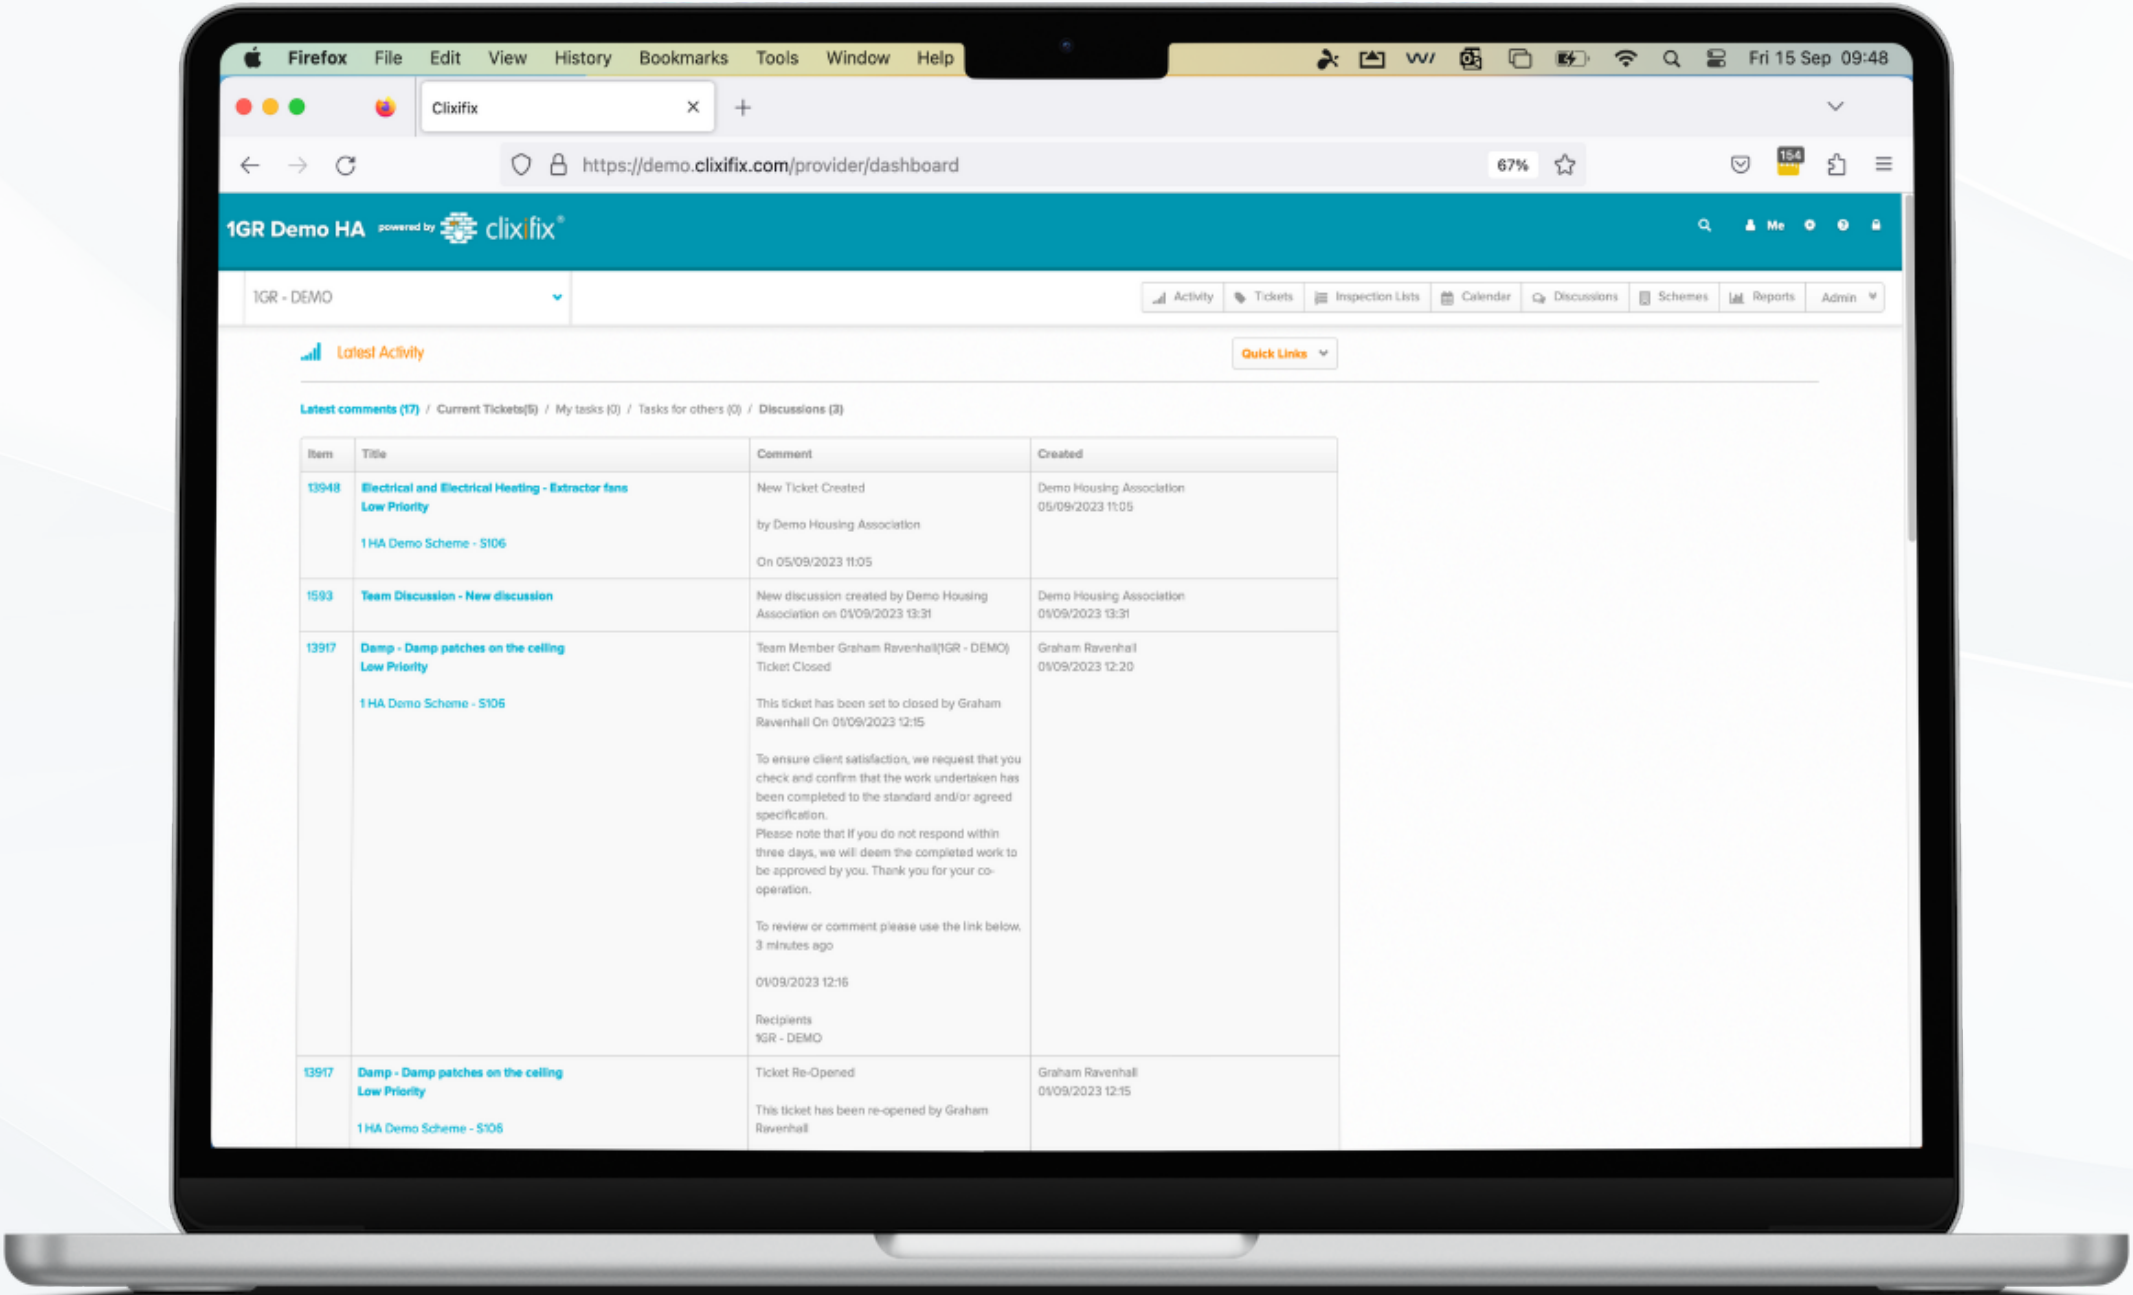 Firefox File Edit View History Bookmarks Tools Window Help Fri 15 Sep 09:48
Clixifix
https://demo.clixifix.com/provider/dashboard 67% 154
1GR Demo HA powered by clixifix® Me
1GR - DEMO Activity Tickets Inspection Lists Calendar Discussions Schemes Reports Admin
Latest Activity Quick Links
Latest comments (17) / Current Tickets(5) / My tasks (0) / Tasks for others (0) / Discussions (3)
Item Title Comment Created
13948 Electrical and Electrical Heating - Extractor fans New Ticket Created Demo Housing Association
Low Priority 05/09/2023 11:05
by Demo Housing Association
1 HA Demo Scheme - S106
On 05/09/2023 11:05
1593 Team Discussion - New discussion New discussion created by Demo Housing Demo Housing Association
Association on 01/09/2023 13:31 01/09/2023 13:31
13917 Damp - Damp patches on the ceiling Team Member Graham Ravenhall(1GR - DEMO) Graham Ravenhall
Low Priority Ticket Closed 01/09/2023 12:20
1 HA Demo Scheme - S106 This ticket has been set to closed by Graham
Ravenhall On 01/09/2023 12:15
To ensure client satisfaction, we request that you
check and confirm that the work undertaken has
been completed to the standard and/or agreed
specification.
Please note that if you do not respond within
three days, we will deem the completed work to
be approved by you. Thank you for your co-
operation.
To review or comment please use the link below.
3 minutes ago
01/09/2023 12:16
Recipients
1GR - DEMO
13917 Damp - Damp patches on the ceiling Ticket Re-Opened Graham Ravenhall
Low Priority 01/09/2023 12:15
This ticket has been re-opened by Graham
1 HA Demo Scheme - S106 Ravenhall